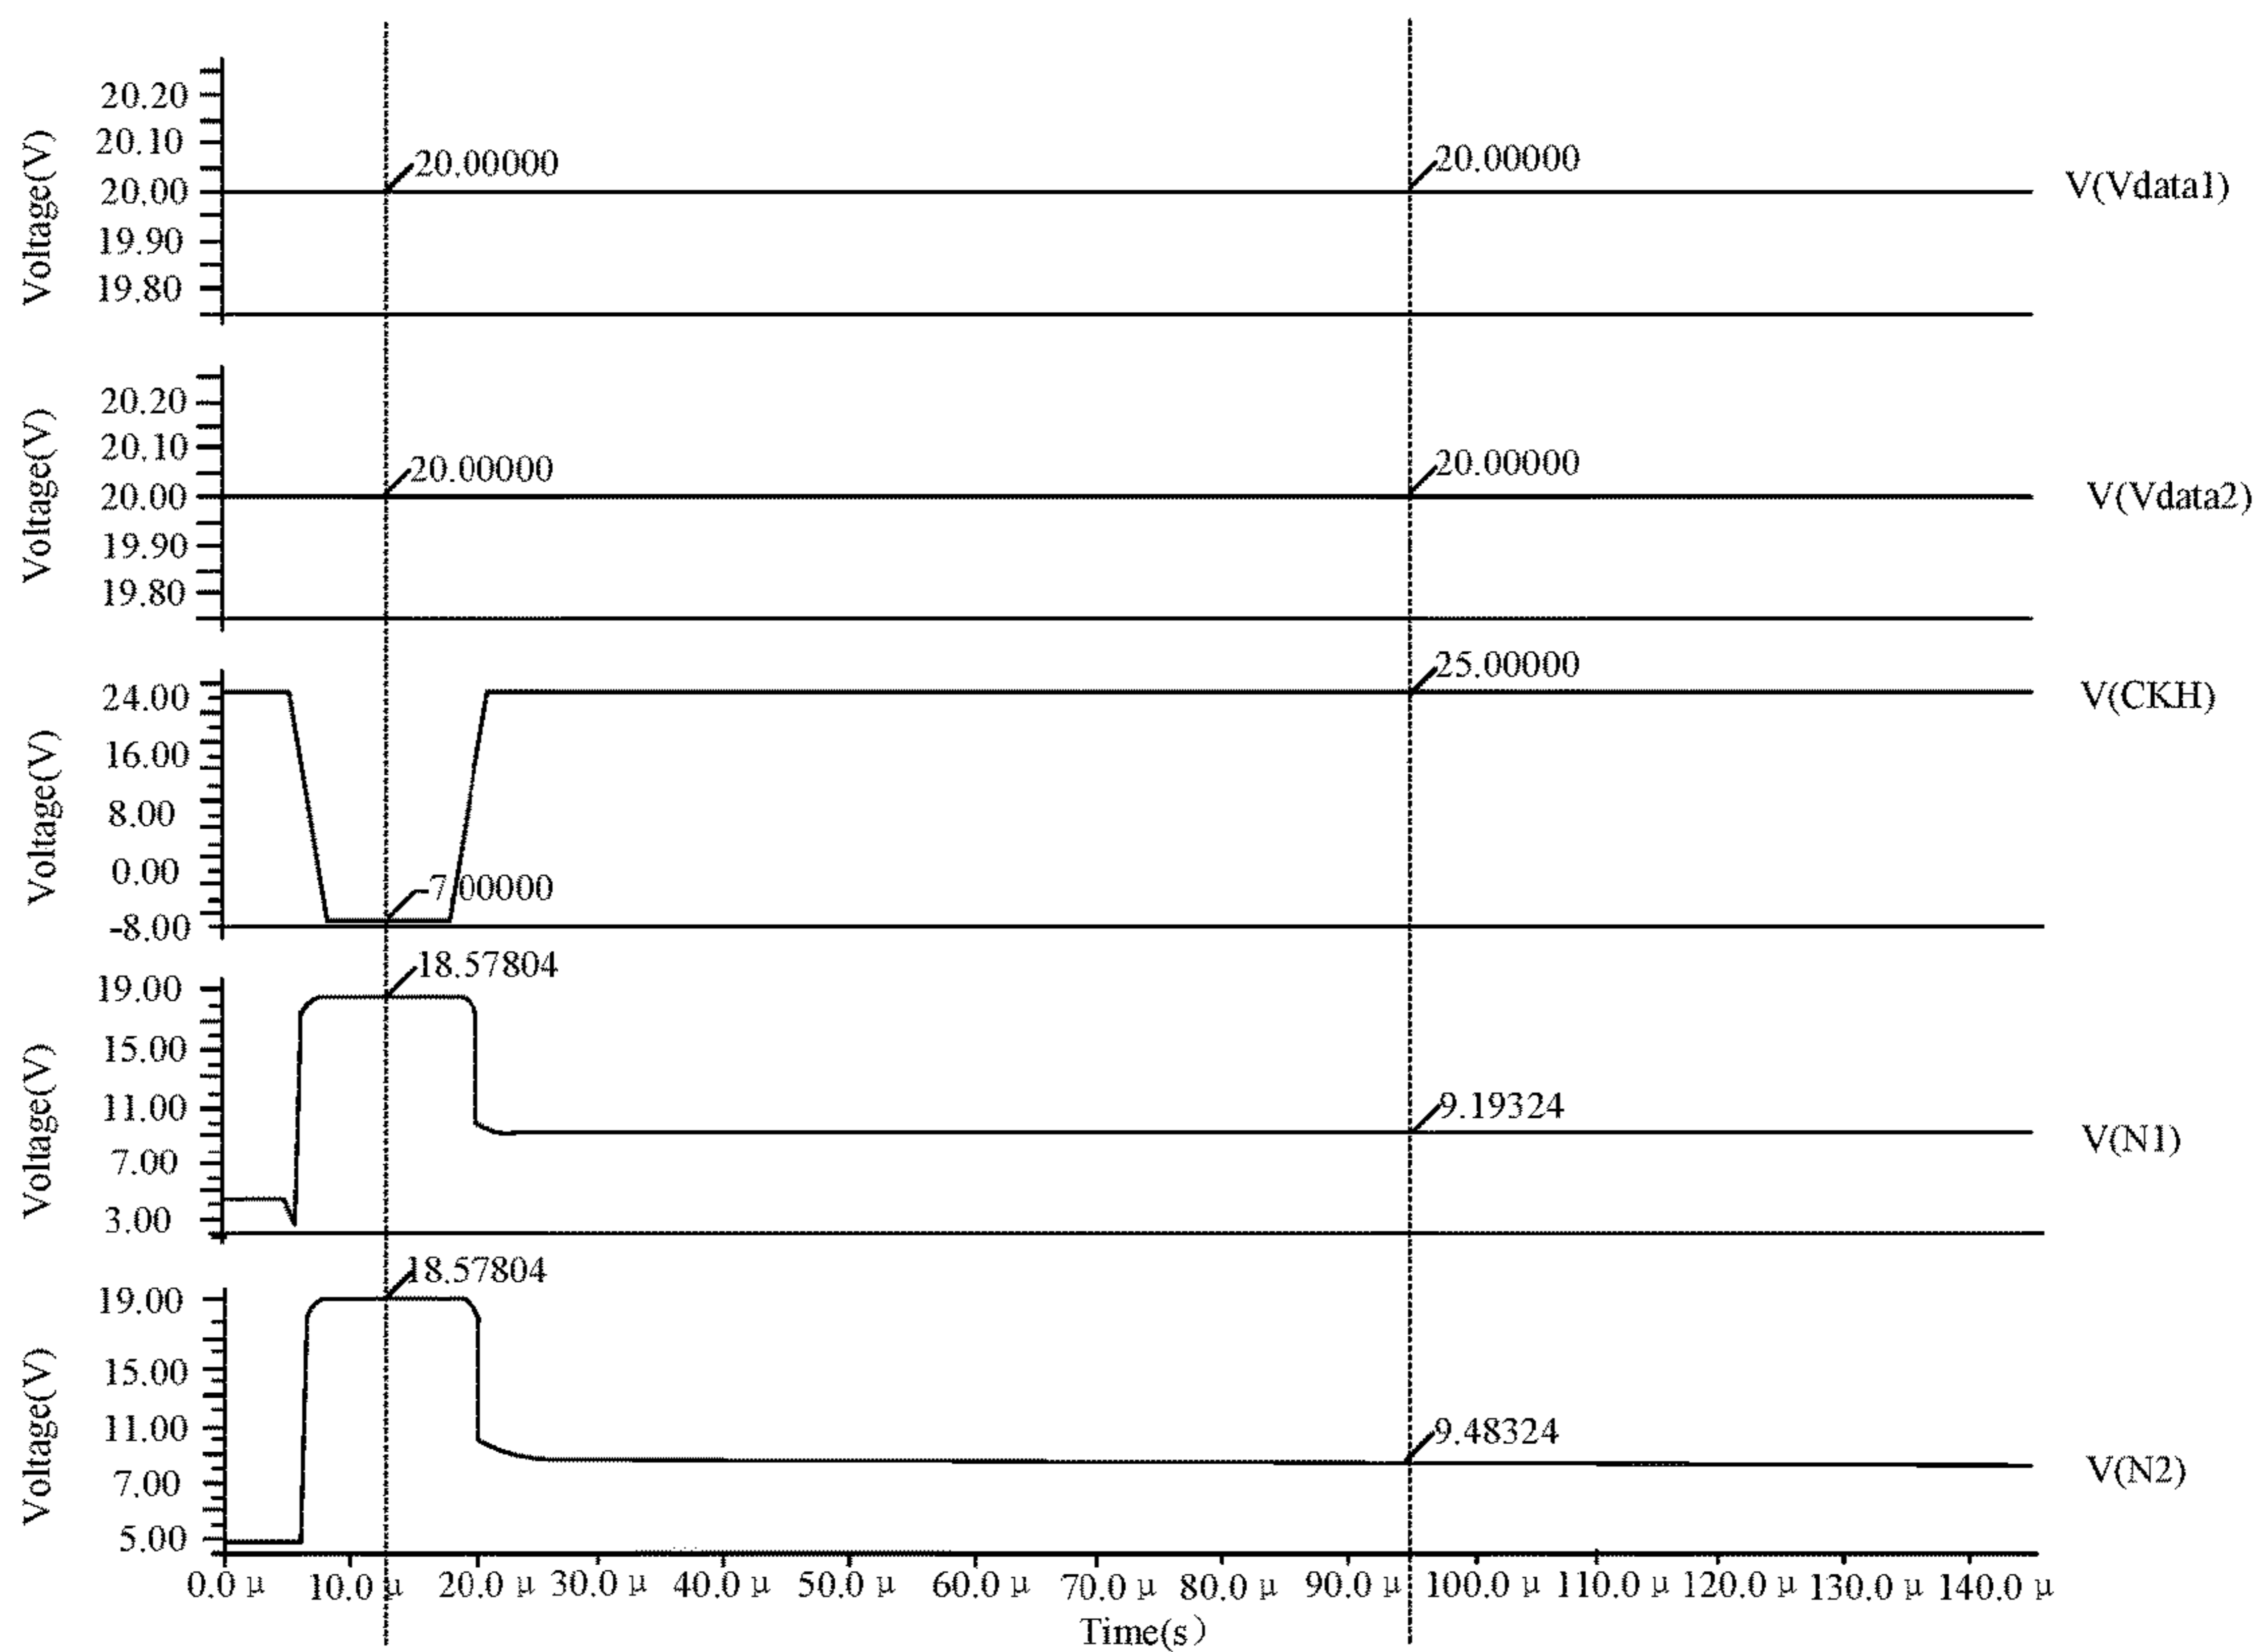 Voltage(V)
20.20
20.10
20.00
19.90
19.80
20.00000
20.00000
V(Vdata1)
Voltage(V)
20.20
20.10
20.00
19.90
19.80
20.00000
20.00000
V(Vdata2)
Voltage(V)
24.00
16.00
8.00
0.00
-8.00
-7.00000
25.00000
V(CKH)
Voltage(V)
19.00
15.00
11.00
7.00
3.00
18.57804
9.19324
V(N1)
Voltage(V)
19.00
15.00
11.00
7.00
5.00
18.57804
9.48324
V(N2)
0.0 μ 10.0 μ 20.0 μ 30.0 μ 40.0 μ 50.0 μ 60.0 μ 70.0 μ 80.0 μ 90.0 μ 100.0 μ 110.0 μ 120.0 μ 130.0 μ 140.0 μ
Time(s)